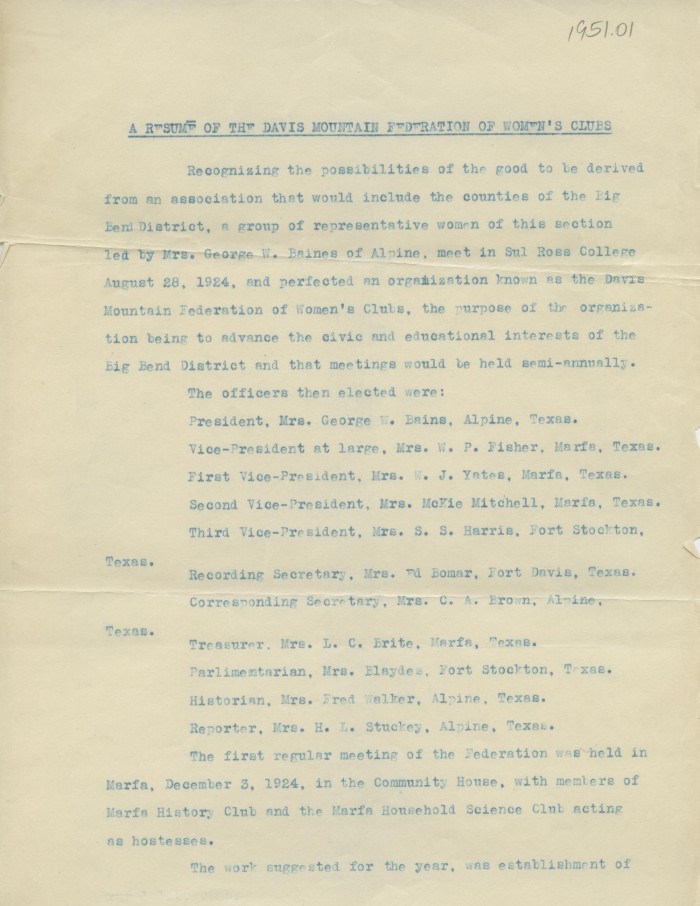 1951.01
A RESUME OF THE DAVIS MOUNTAIN FEDERATION OF WOMEN'S CLUBS
Recognizing the possibilities of the good to be derived
from an association that would include the counties of the Big
Bend District, a group of representative women of this section
led by Mrs. George W. Baines of Alpine, meet in Sul Ross College
August 28, 1924, and perfected an organization known as the Davis
Mountain Federation of Women's Clubs, the purpose of the organiza-
tion being to advance the civic and educational interests of the
Big Bend District and that meetings would be held semi-annually.
The officers then elected were:
President, Mrs. George W. Bains, Alpine, Texas.
Vice-President at large, Mrs. W. P. Fisher, Marfa, Texas.
First Vice-President, Mrs. W. J. Yates, Marfa, Texas.
Second Vice-President, Mrs. McKie Mitchell, Marfa, Texas.
Third Vice-President, Mrs. S. S. Harris, Fort Stockton,
Texas.
Recording Secretary, Mrs. Ed Bomar, Fort Davis, Texas.
Corresponding Secretary, Mrs. C. A. Brown, Alpine,
Texas.
Treasurer, Mrs. L. C. Brite, Marfa, Texas.
Parlimentarian, Mrs. Blaydes, Fort Stockton, Texas.
Historian, Mrs. Fred Walker, Alpine, Texas.
Reporter, Mrs. H. L. Stuckey, Alpine, Texas.
The first regular meeting of the Federation was held in
Marfa, December 3, 1924, in the Community House, with members of
Marfa History Club and the Marfa Household Science Club acting
as hostesses.
The work suggested for the year, was establishment of